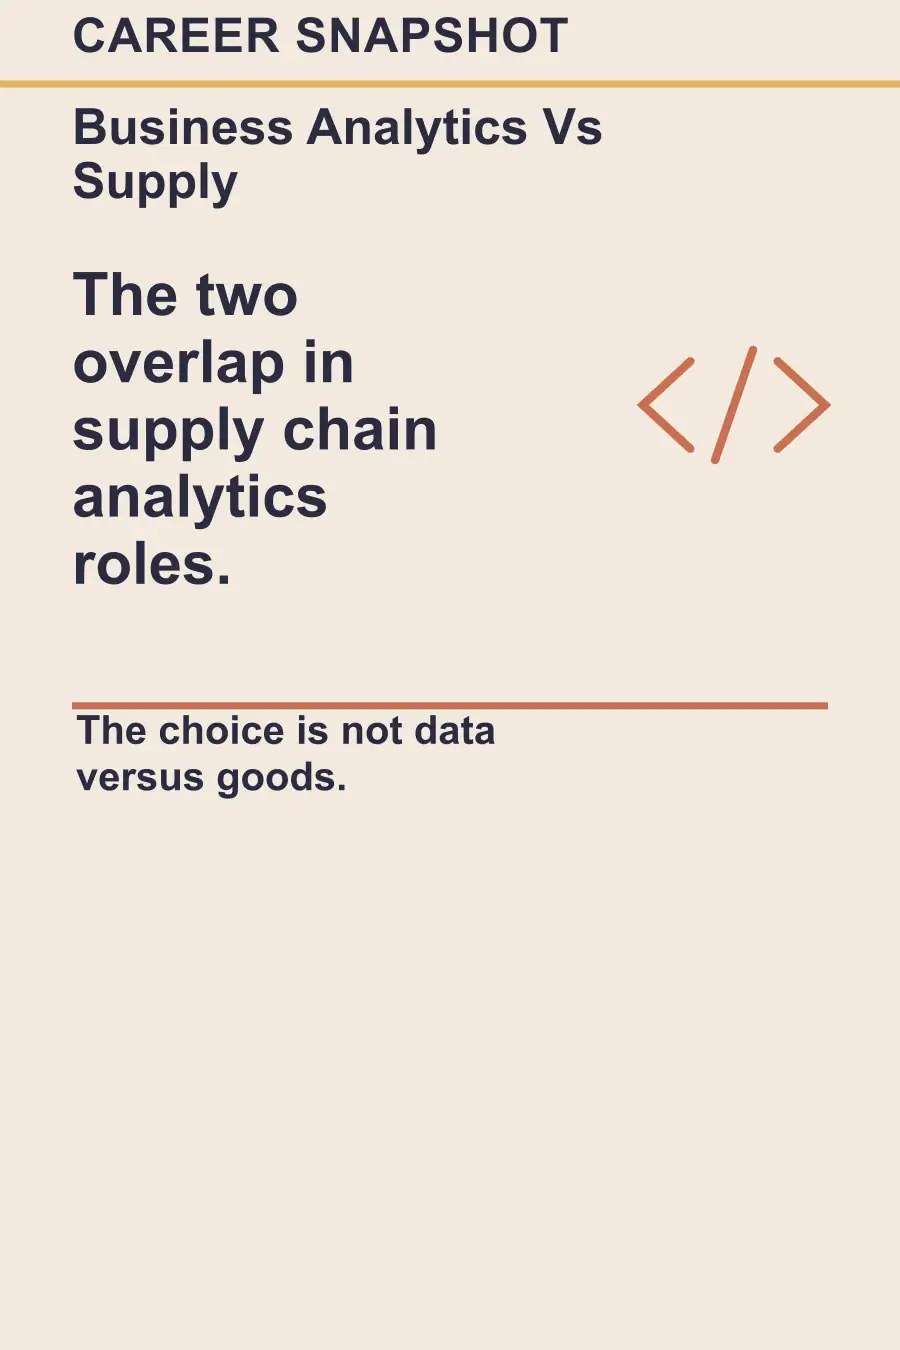 CAREER SNAPSHOT
Business Analytics Vs
Supply
The two
overlap in
supply chain
analytics
roles.
</>
The choice is not data
versus goods.